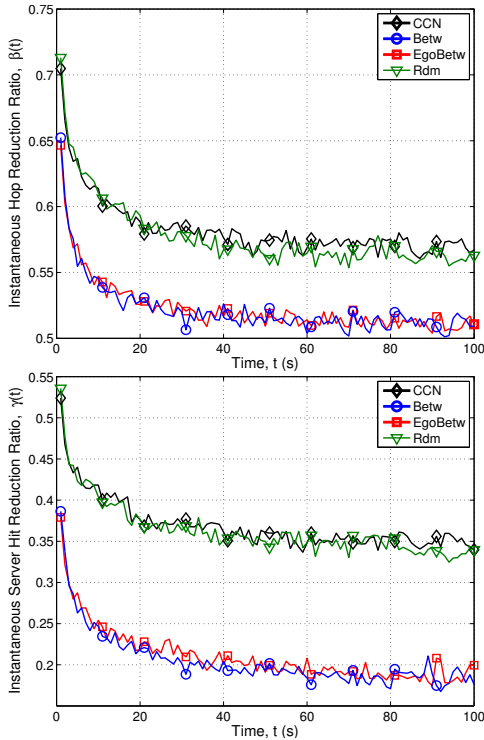 Instantaneous Hop Reduction Ratio, β(t)
0.75
0.7
0.65
0.6
0.55
0.5
CCN
Betw
EgoBetw
Rdm
0 20 40 60 80 100
Time, t (s)
Instantaneous Server Hit Reduction Ratio, γ(t)
0.55
0.5
0.45
0.4
0.35
0.3
0.25
0.2
CCN
Betw
EgoBetw
Rdm
0 20 40 60 80 100
Time, t (s)